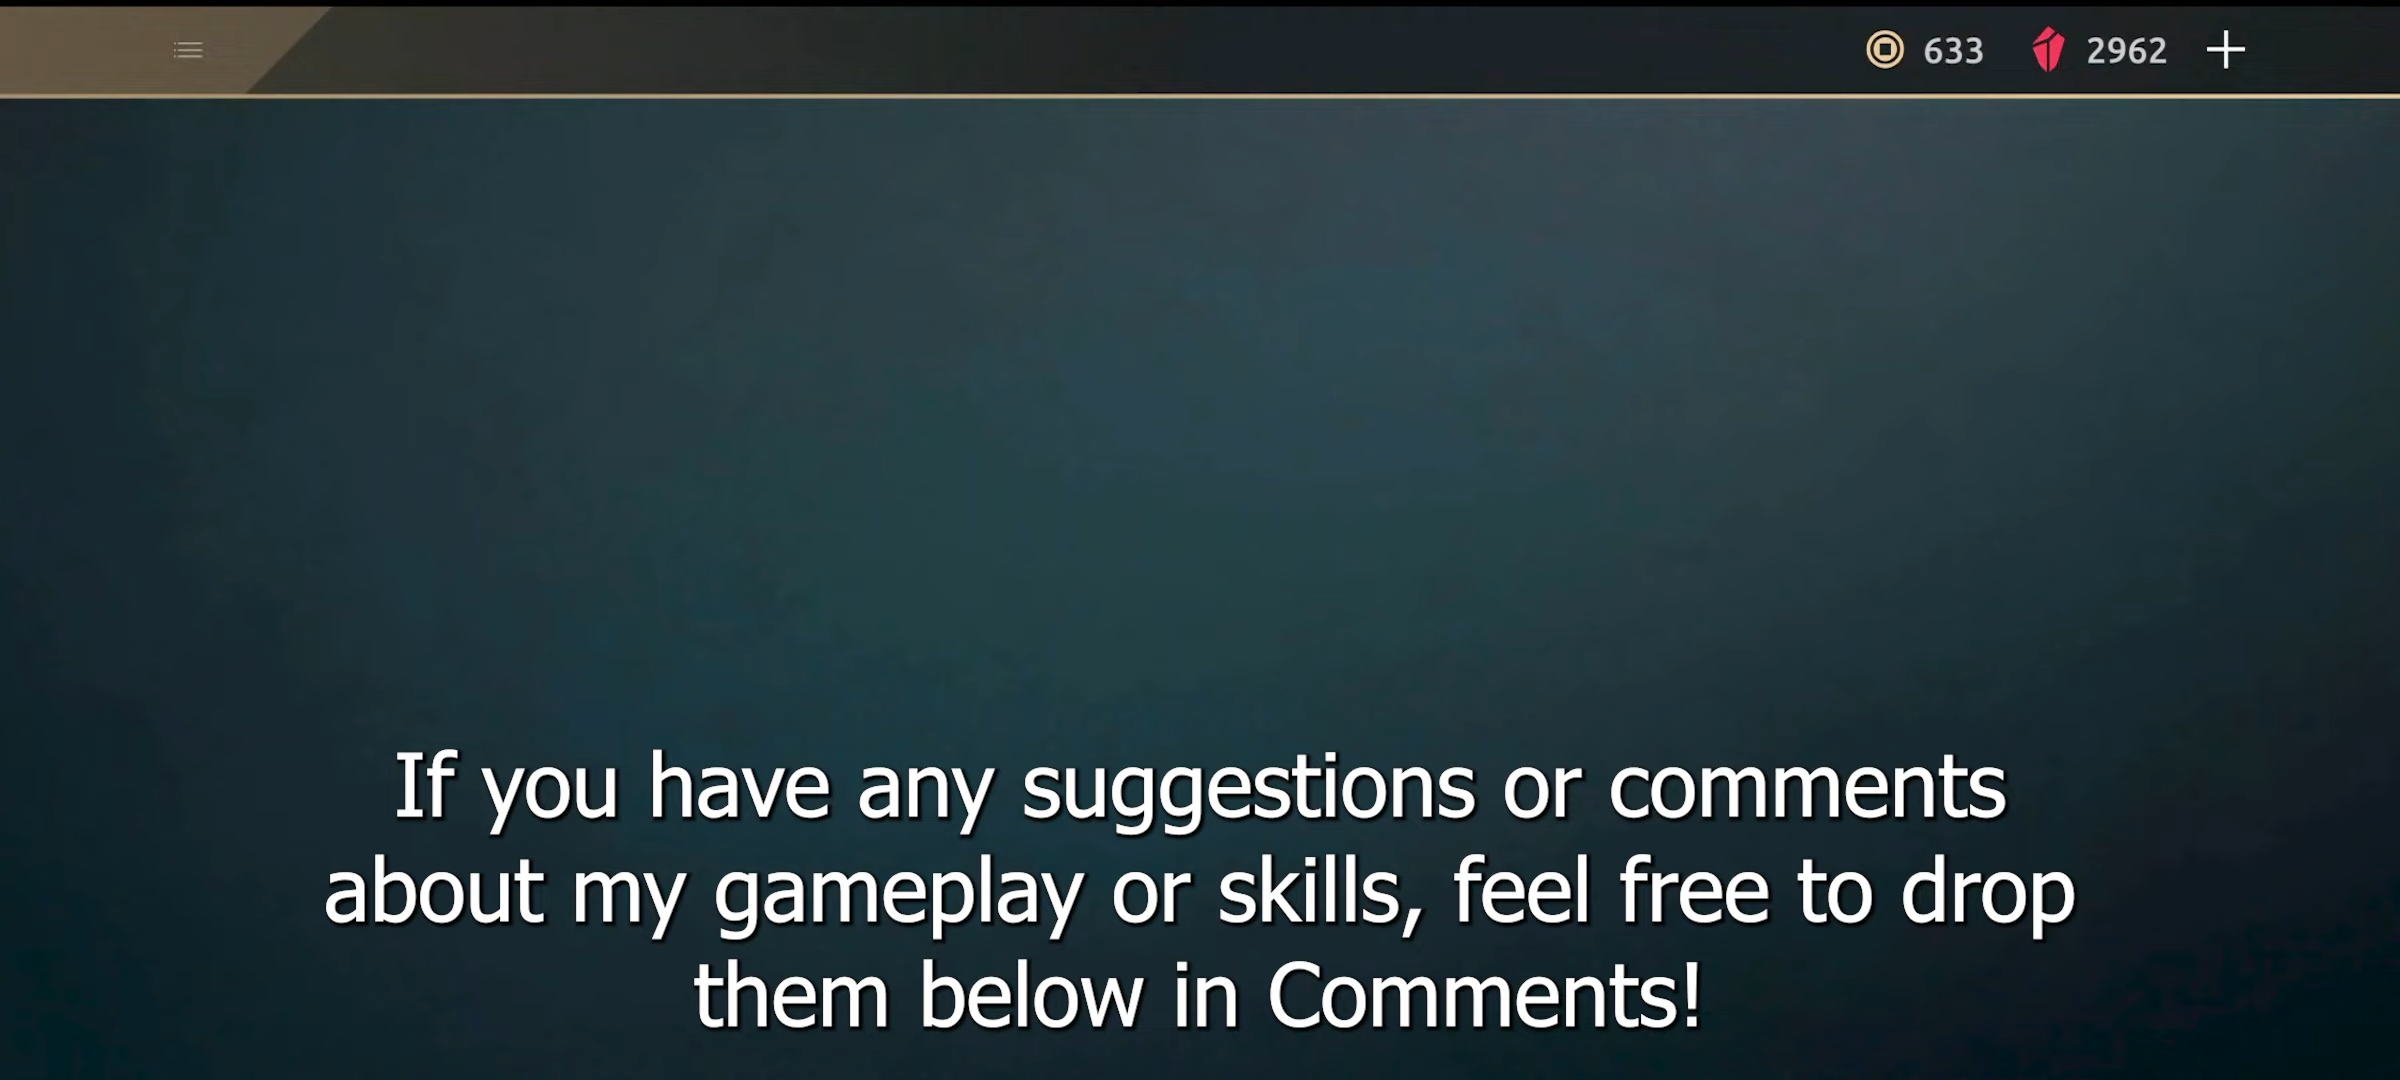 633 2962
If you have any suggestions or comments
about my gameplay or skills, feel free to drop
them below in Comments!